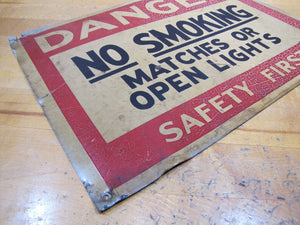 DANGE
NO SMOKING
MATCHES OR
OPEN LIGHTS
SAFETY FIRS